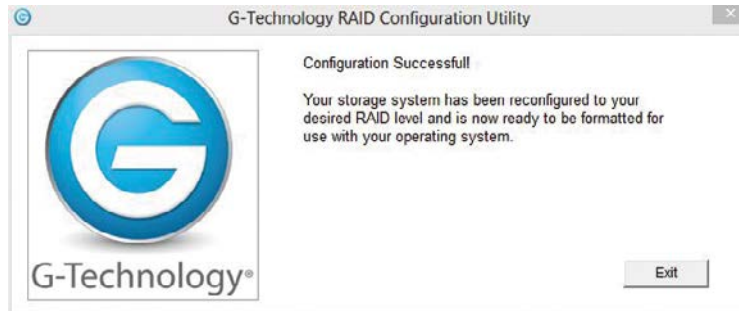 G-Technology RAID Configuration Utility
Configuration Successful!
Your storage system has been reconfigured to your
desired RAID level and is now ready to be formatted for
use with your operating system.
G-Technology®
Exit